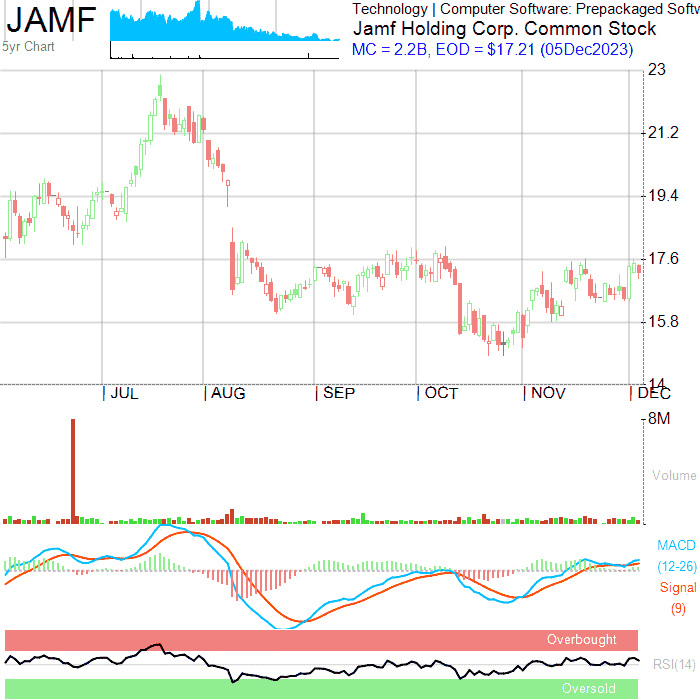 JAMF
5yr Chart
Technology | Computer Software: Prepackaged Softw
Jamf Holding Corp. Common Stock
MC = 2.2B, EOD = $17.21 (05Dec2023)
23
21.2
19.4
17.6
15.8
14
JUL AUG SEP OCT NOV DEC
8M
Volume
MACD
(12-26)
Signal
(9)
Overbought
RSI(14)
Oversold